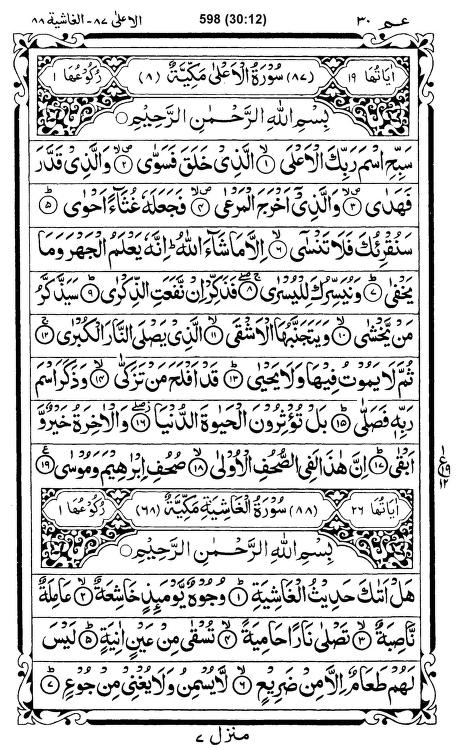 الاعلى ٨٧ - الغاشية ٨٨
598 (30:12)
عم ٣٠
اٰيَاتُهَا ١٩ (٨٧) سُوْرَةُ الْاَعْلٰى مَكِّيَّةٌ (٨) رُكُوْعُهَا ١
بِسْمِ اللّٰهِ الرَّحْمٰنِ الرَّحِيْمِ ○
سَبِّحِ اسْمَ رَبِّكَ الْاَعْلَى ۙ﴿١﴾ الَّذِىْ خَلَقَ فَسَوّٰى ۪ۙ﴿٢﴾ وَالَّذِىْ قَدَّرَ
فَهَدٰى ۪ۙ﴿٣﴾ وَالَّذِىْۤ اَخْرَجَ الْمَرْعٰى ۪ۙ﴿٤﴾ فَجَعَلَهٗ غُثَآءً اَحْوٰى ؕ﴿٥﴾
سَنُقْرِئُكَ فَلَا تَنْسٰٓى ۙ﴿٦﴾ اِلَّا مَا شَآءَ اللّٰهُ ؕ اِنَّهٗ يَعْلَمُ الْجَهْرَ وَمَا
يَخْفٰى ؕ﴿٧﴾ وَنُيَسِّرُكَ لِلْيُسْرٰى ۚۖ﴿٨﴾ فَذَكِّرْ اِنْ نَّفَعَتِ الذِّكْرٰى ؕ﴿٩﴾ سَيَذَّكَّرُ
مَنْ يَّخْشٰى ۙ﴿١٠﴾ وَيَتَجَنَّبُهَا الْاَشْقَى ۙ﴿١١﴾ الَّذِىْ يَصْلَى النَّارَ الْكُبْرٰى ۚ﴿١٢﴾
ثُمَّ لَا يَمُوْتُ فِيْهَا وَلَا يَحْيٰى ؕ﴿١٣﴾ قَدْ اَفْلَحَ مَنْ تَزَكّٰى ۙ﴿١٤﴾ وَذَكَرَ اسْمَ
رَبِّهٖ فَصَلّٰى ؕ﴿١٥﴾ بَلْ تُؤْثِرُوْنَ الْحَيٰوةَ الدُّنْيَا ۖ﴿١٦﴾ وَالْاٰخِرَةُ خَيْرٌ وَّ
اَبْقٰى ؕ﴿١٧﴾ اِنَّ هٰذَا لَفِى الصُّحُفِ الْاُوْلٰى ۙ﴿١٨﴾ صُحُفِ اِبْرٰهِيْمَ وَمُوْسٰى ﴿١٩﴾
١
ع ١٩
١٢
اٰيَاتُهَا ٢٦ (٨٨) سُوْرَةُ الْغَاشِيَةِ مَكِّيَّةٌ (٦٨) رُكُوْعُهَا ١
بِسْمِ اللّٰهِ الرَّحْمٰنِ الرَّحِيْمِ ○
هَلْ اَتٰىكَ حَدِيْثُ الْغَاشِيَةِ ؕ﴿١﴾ وُجُوْهٌ يَّوْمَئِذٍ خَاشِعَةٌ ۙ﴿٢﴾ عَامِلَةٌ
نَّاصِبَةٌ ۙ﴿٣﴾ تَصْلٰى نَارًا حَامِيَةً ۙ﴿٤﴾ تُسْقٰى مِنْ عَيْنٍ اٰنِيَةٍ ؕ﴿٥﴾ لَيْسَ
لَهُمْ طَعَامٌ اِلَّا مِنْ ضَرِيْعٍ ۙ﴿٦﴾ لَّا يُسْمِنُ وَلَا يُغْنِىْ مِنْ جُوْعٍ ؕ﴿٧﴾
منزل ٧